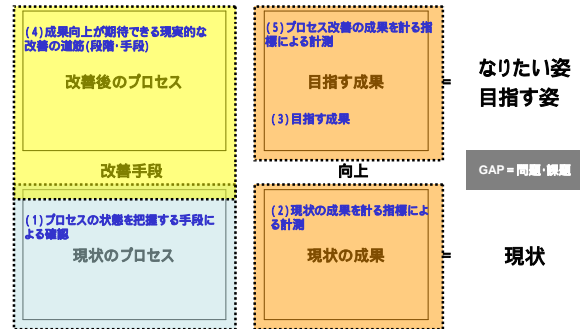 (4)成果向上が期待できる現実的な
改善の道筋(段階・手段)
改善後のプロセス
(5)プロセス改善の成果を計る指
標による計測
目指す成果
(3)目指す成果
=
なりたい姿
目指す姿
改善手段
向上
GAP=問題・課題
(1)プロセスの状態を把握する手段に
よる確認
現状のプロセス
(2)現状の成果を計る指標によ
る計測
現状の成果
=
現状